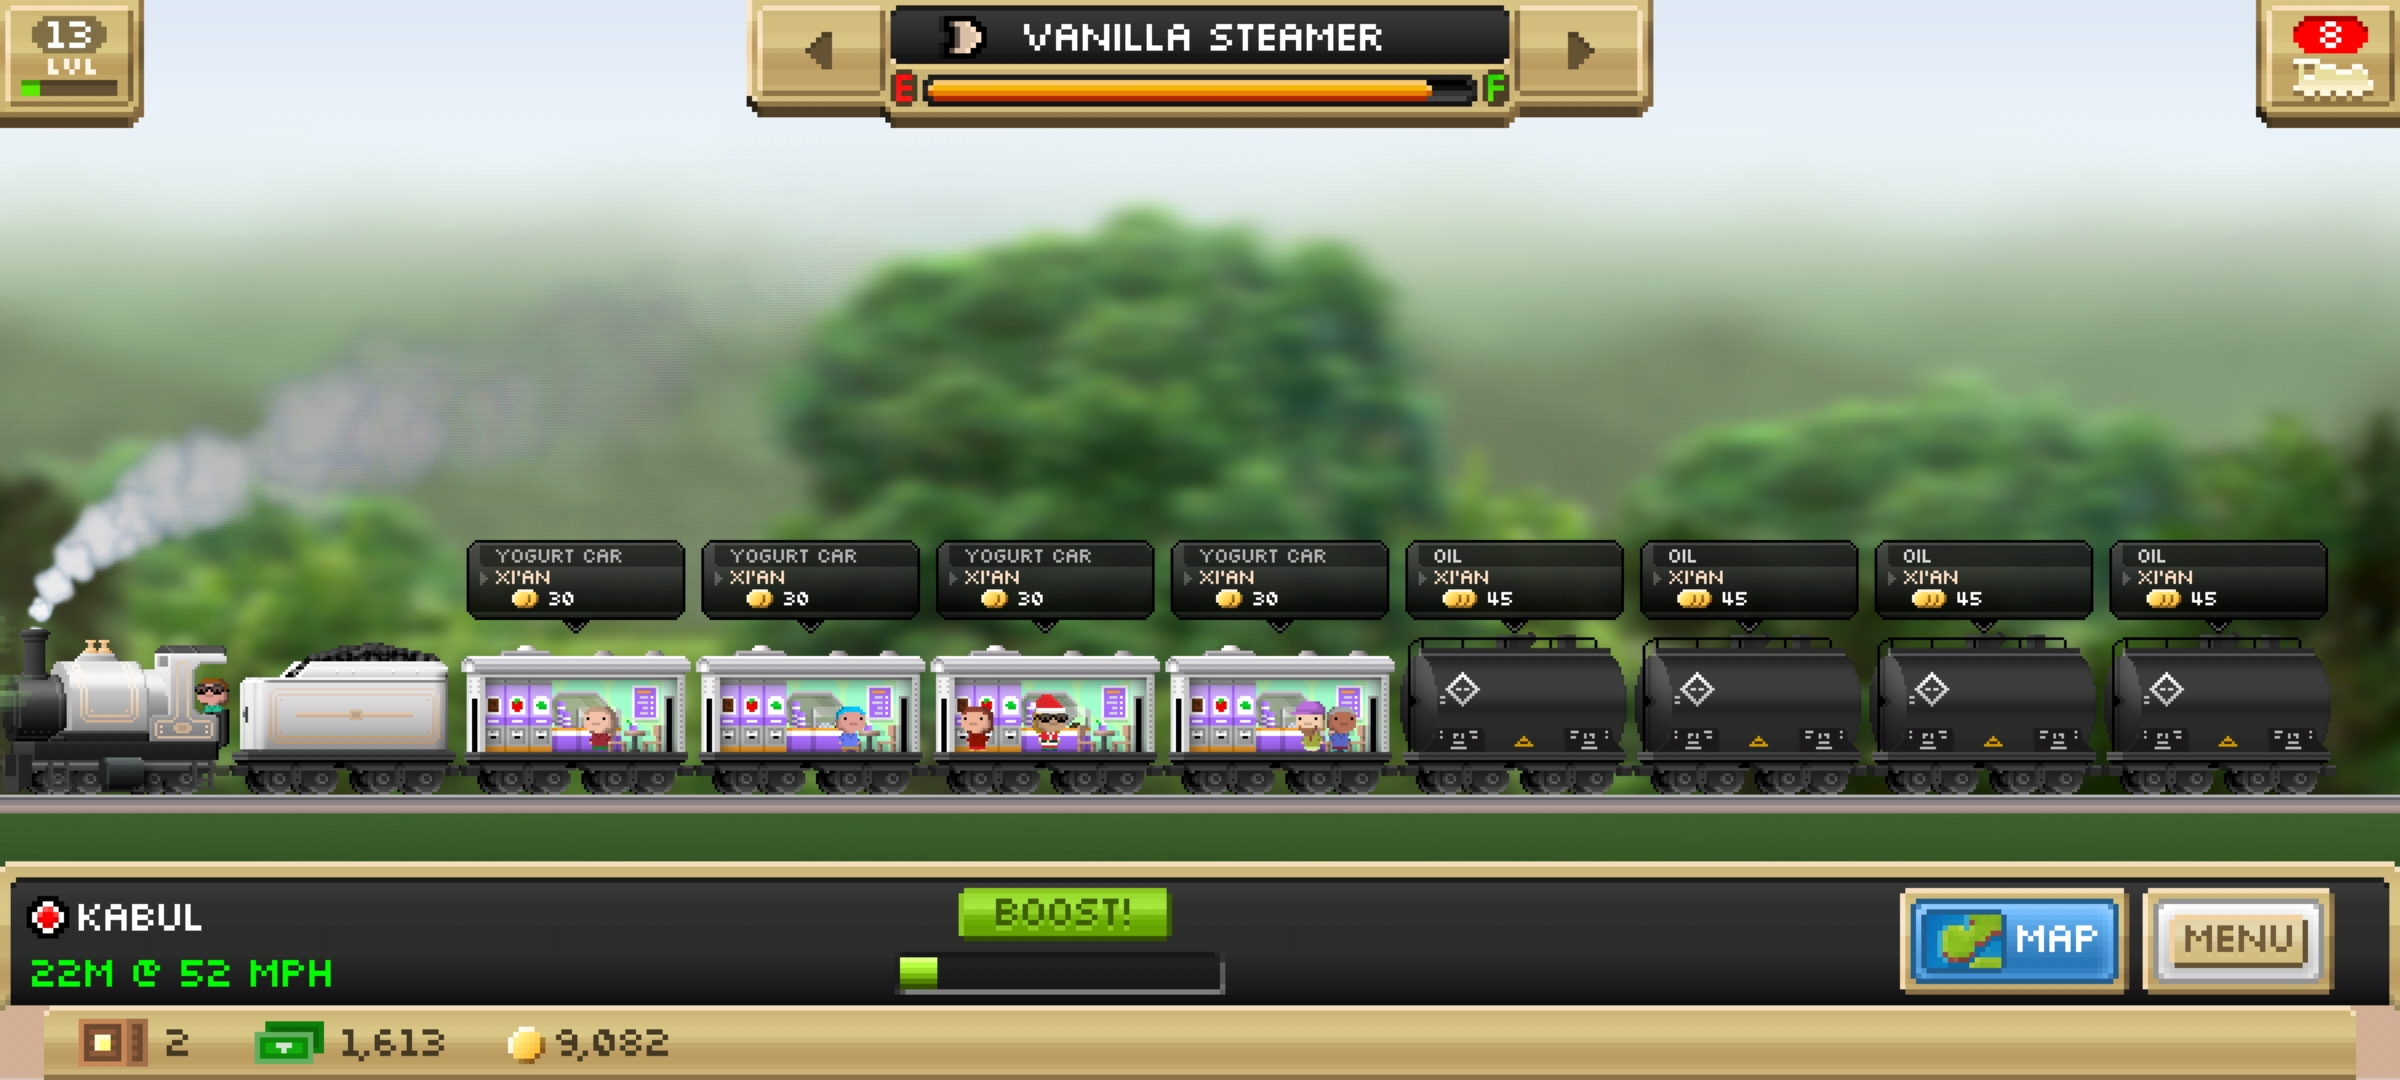 13
LVL
VANILLA STEAMER
E F
8
YOGURT CAR
XI'AN
30
YOGURT CAR
XI'AN
30
YOGURT CAR
XI'AN
30
YOGURT CAR
XI'AN
30
OIL
XI'AN
45
OIL
XI'AN
45
OIL
XI'AN
45
OIL
XI'AN
45
KABUL
22M @ 52 MPH
BOOST!
MAP
MENU
2
1,613
9,082